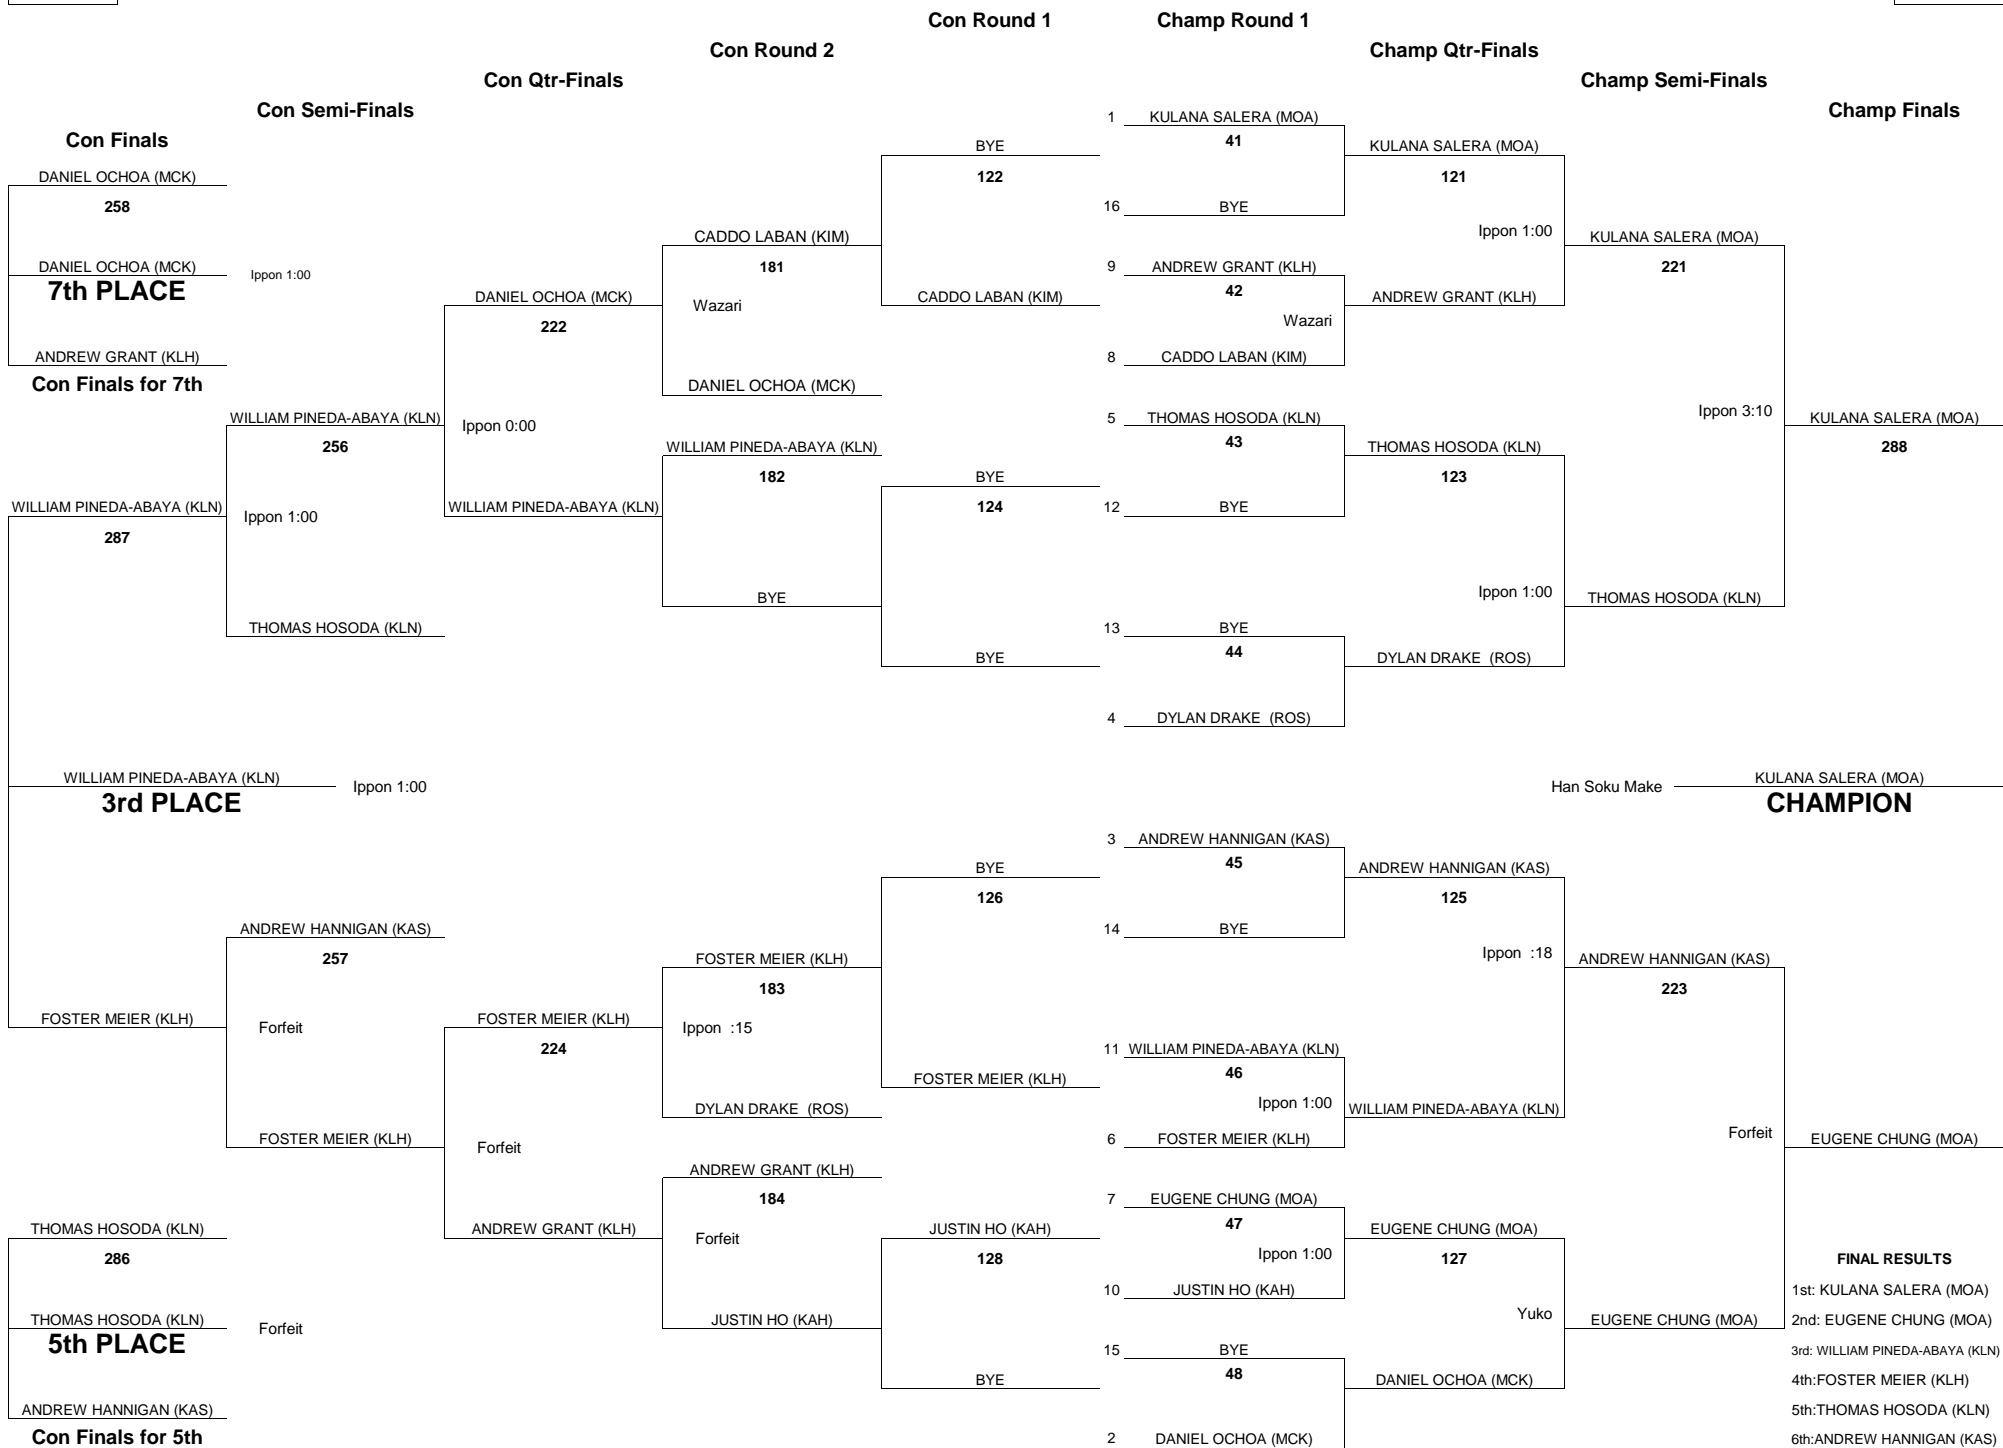 Con Round 1 Champ Round 1
Con Round 2 Champ Qtr-Finals
Con Qtr-Finals Champ Semi-Finals
Con Semi-Finals Champ Finals
Con Finals
1 KULANA SALERA (MOA)
41
BYE KULANA SALERA (MOA)
122 121
DANIEL OCHOA (MCK)
258
16 BYE
Ippon 1:00
CADDO LABAN (KIM) KULANA SALERA (MOA)
181 221
DANIEL OCHOA (MCK) Ippon 1:00
7th PLACE
9 ANDREW GRANT (KLH)
42
DANIEL OCHOA (MCK) Wazari CADDO LABAN (KIM) ANDREW GRANT (KLH)
222 Wazari
ANDREW GRANT (KLH)
8 CADDO LABAN (KIM)
Con Finals for 7th
DANIEL OCHOA (MCK)
WILLIAM PINEDA-ABAYA (KLN) Ippon 0:00
256
5 THOMAS HOSODA (KLN)
43
Ippon 3:10 KULANA SALERA (MOA)
288
WILLIAM PINEDA-ABAYA (KLN) THOMAS HOSODA (KLN)
182 BYE 123
WILLIAM PINEDA-ABAYA (KLN) Ippon 1:00 WILLIAM PINEDA-ABAYA (KLN) 124 12 BYE
287
BYE Ippon 1:00 THOMAS HOSODA (KLN)
THOMAS HOSODA (KLN) 13 BYE
44
BYE DYLAN DRAKE (ROS)
4 DYLAN DRAKE (ROS)
WILLIAM PINEDA-ABAYA (KLN) Ippon 1:00 Han Soku Make KULANA SALERA (MOA)
3rd PLACE CHAMPION
3 ANDREW HANNIGAN (KAS)
45
BYE ANDREW HANNIGAN (KAS)
126 125
ANDREW HANNIGAN (KAS) 14 BYE
257
FOSTER MEIER (KLH) Ippon :18 ANDREW HANNIGAN (KAS)
183 223
FOSTER MEIER (KLH) Forfeit FOSTER MEIER (KLH) Ippon :15
224
11 WILLIAM PINEDA-ABAYA (KLN)
46
FOSTER MEIER (KLH)
DYLAN DRAKE (ROS) Ippon 1:00 WILLIAM PINEDA-ABAYA (KLN)
FOSTER MEIER (KLH) Forfeit 6 FOSTER MEIER (KLH) Forfeit EUGENE CHUNG (MOA)
ANDREW GRANT (KLH)
184 7 EUGENE CHUNG (MOA)
47
THOMAS HOSODA (KLN) ANDREW GRANT (KLH) Forfeit JUSTIN HO (KAH) EUGENE CHUNG (MOA)
286 128 Ippon 1:00 127 FINAL RESULTS
10 JUSTIN HO (KAH) 1st: KULANA SALERA (MOA)
THOMAS HOSODA (KLN) Forfeit JUSTIN HO (KAH) Yuko EUGENE CHUNG (MOA) 2nd: EUGENE CHUNG (MOA)
5th PLACE
15 BYE 3rd: WILLIAM PINEDA-ABAYA (KLN)
48
BYE DANIEL OCHOA (MCK) 4th:FOSTER MEIER (KLH)
ANDREW HANNIGAN (KAS) 5th:THOMAS HOSODA (KLN)
Con Finals for 5th 2 DANIEL OCHOA (MCK) 6th:ANDREW HANNIGAN (KAS)